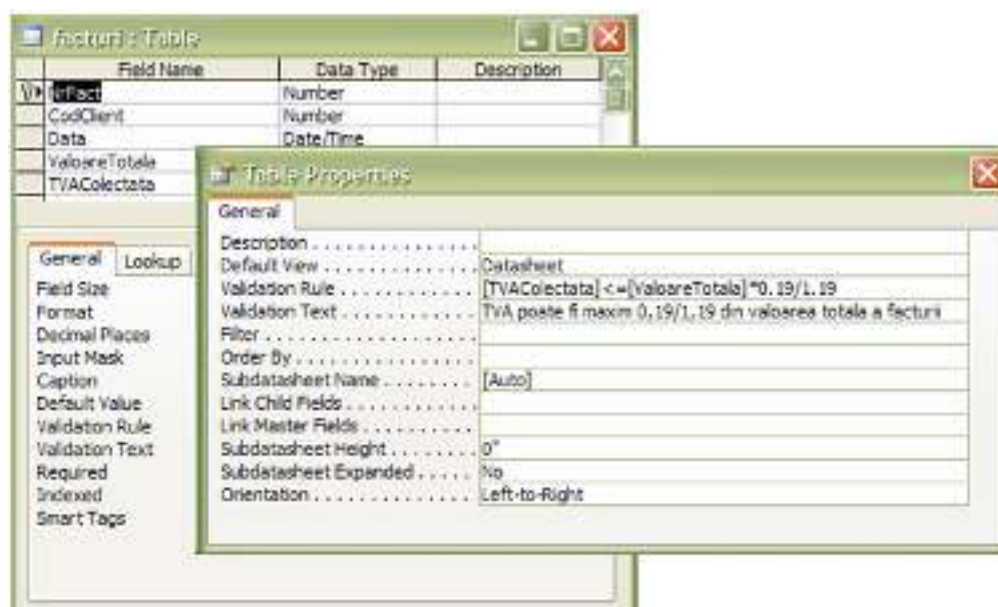 facturi : Table
Field Name Data Type Description
NrFact Number
CodClient Number
Data Date/Time
ValoareTotala
TVAColectata
Table Properties
General
Description
Default View Datasheet
Validation Rule [TVAColectata]<=[ValoareTotala]*0.19/1.19
Validation Text TVA poate fi maxim 0.19/1.19 din valoarea totala a facturii
Filter
Order By
Subdatasheet Name [Auto]
Link Child Fields
Link Master Fields
Subdatasheet Height 0"
Subdatasheet Expanded No
Orientation Left-to-Right
General Lookup
Field Size
Format
Decimal Places
Input Mask
Caption
Default Value
Validation Rule
Validation Text
Required
Indexed
Smart Tags